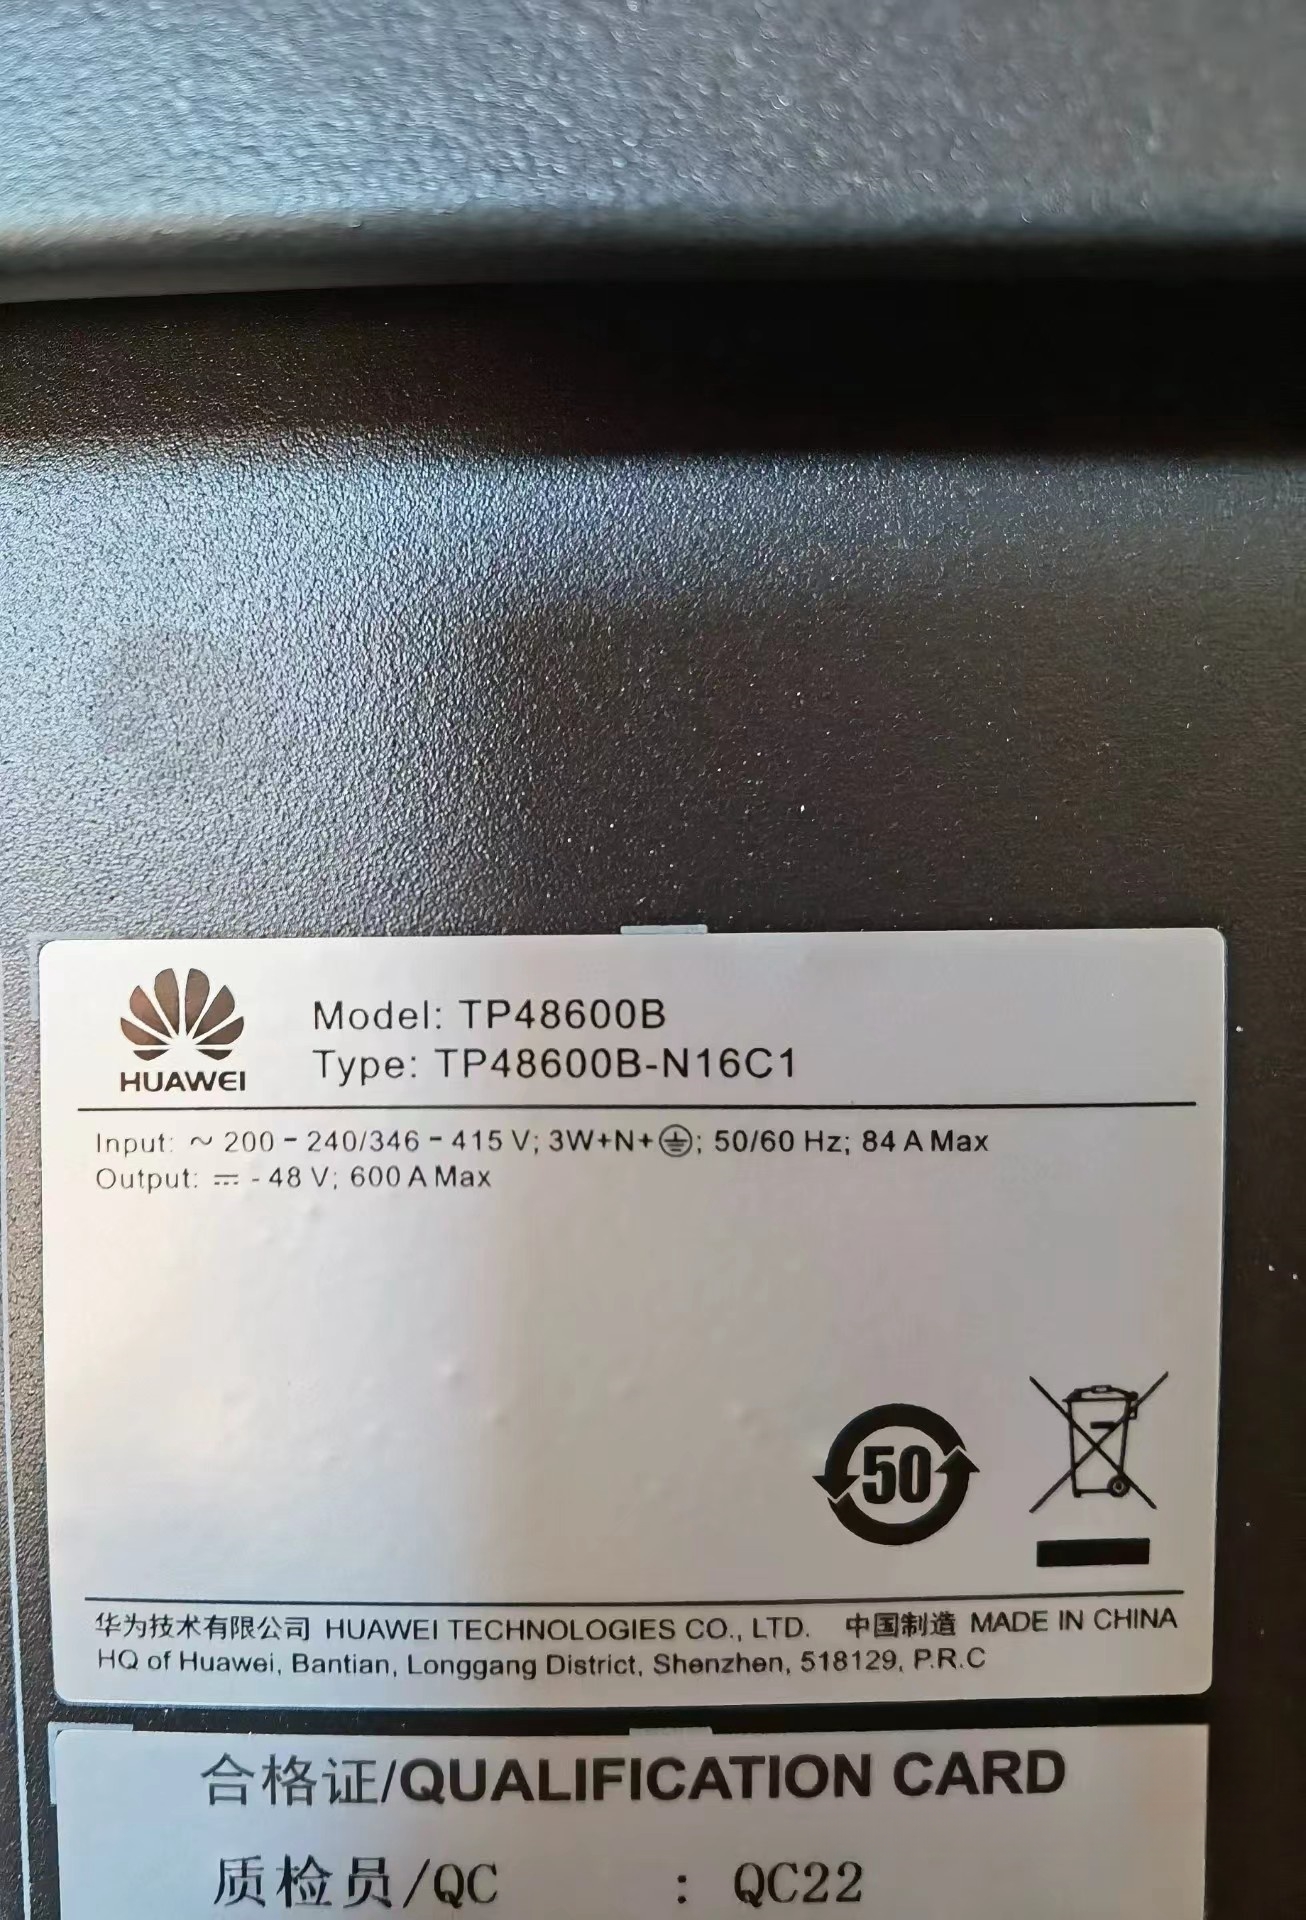 HUAWEI
Model: TP48600B
Type: TP48600B-N16C1
Input: ~ 200 - 240/346 - 415 V; 3W+N+⏚; 50/60 Hz; 84 A Max
Output: ⎓ - 48 V; 600 A Max
50
华为技术有限公司 HUAWEI TECHNOLOGIES CO., LTD. 中国制造 MADE IN CHINA
HQ of Huawei, Bantian, Longgang District, Shenzhen, 518129, P.R.C
合格证/QUALIFICATION CARD
质检员/QC : QC22